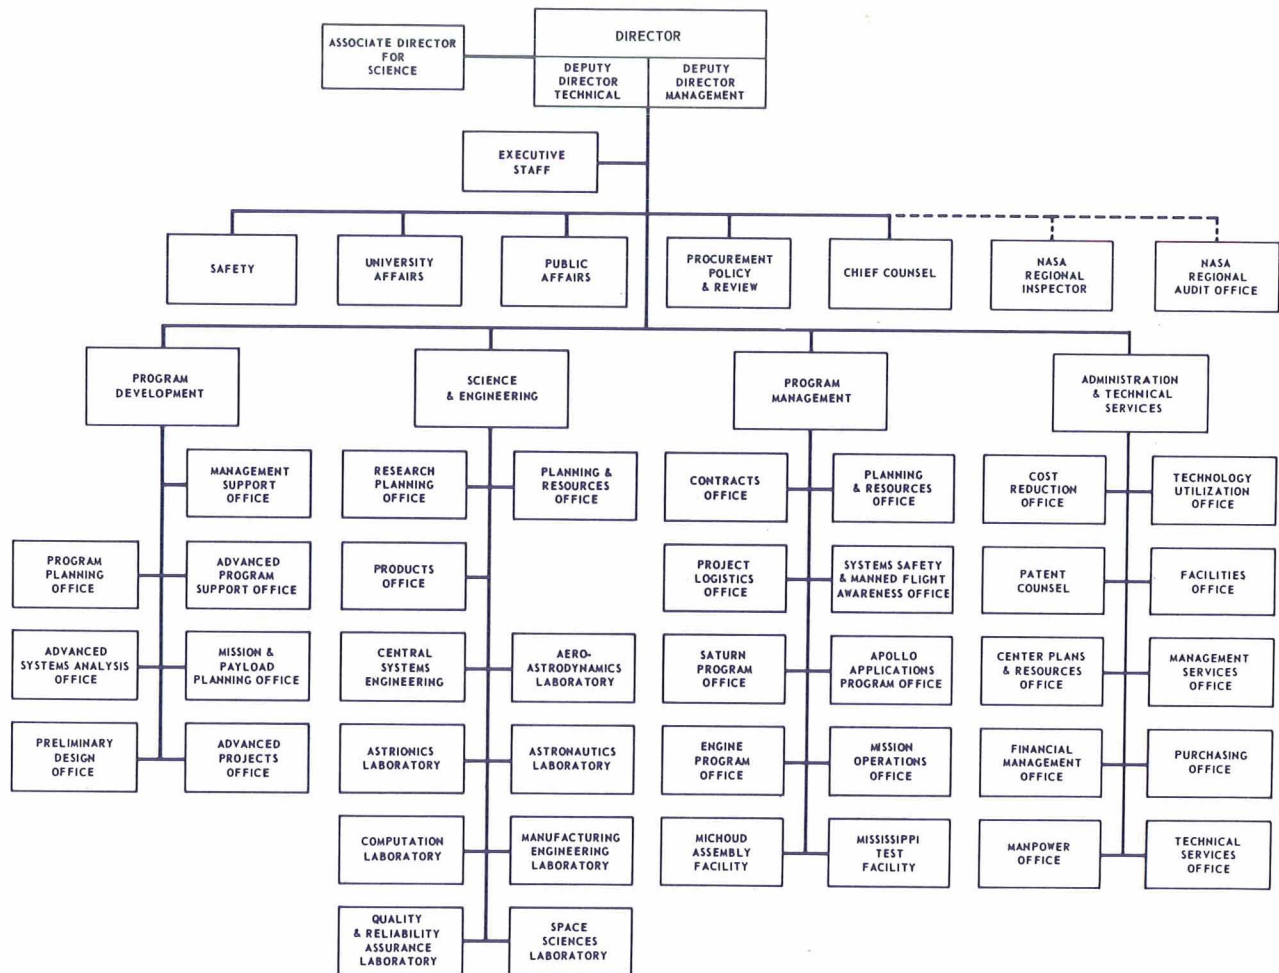 ASSOCIATE DIRECTOR
FOR
SCIENCE
DIRECTOR
DEPUTY
DIRECTOR
TECHNICAL
DEPUTY
DIRECTOR
MANAGEMENT
EXECUTIVE
STAFF
SAFETY
UNIVERSITY
AFFAIRS
PUBLIC
AFFAIRS
PROCUREMENT
POLICY
& REVIEW
CHIEF COUNSEL
NASA
REGIONAL
INSPECTOR
NASA
REGIONAL
AUDIT OFFICE
PROGRAM
DEVELOPMENT
SCIENCE
& ENGINEERING
PROGRAM
MANAGEMENT
ADMINISTRATION
& TECHNICAL
SERVICES
MANAGEMENT
SUPPORT
OFFICE
PROGRAM
PLANNING
OFFICE
ADVANCED
PROGRAM
SUPPORT OFFICE
ADVANCED
SYSTEMS ANALYSIS
OFFICE
MISSION &
PAYLOAD
PLANNING OFFICE
PRELIMINARY
DESIGN
OFFICE
ADVANCED
PROJECTS
OFFICE
RESEARCH
PLANNING
OFFICE
PLANNING &
RESOURCES
OFFICE
PRODUCTS
OFFICE
CENTRAL
SYSTEMS
ENGINEERING
AERO-
ASTRODYNAMICS
LABORATORY
ASTRIONICS
LABORATORY
ASTRONAUTICS
LABORATORY
COMPUTATION
LABORATORY
MANUFACTURING
ENGINEERING
LABORATORY
QUALITY
& RELIABILITY
ASSURANCE
LABORATORY
SPACE
SCIENCES
LABORATORY
CONTRACTS
OFFICE
PLANNING
& RESOURCES
OFFICE
PROJECT
LOGISTICS
OFFICE
SYSTEMS SAFETY
& MANNED FLIGHT
AWARENESS OFFICE
SATURN
PROGRAM
OFFICE
APOLLO
APPLICATIONS
PROGRAM OFFICE
ENGINE
PROGRAM
OFFICE
MISSION
OPERATIONS
OFFICE
MICHOUD
ASSEMBLY
FACILITY
MISSISSIPPI
TEST
FACILITY
COST
REDUCTION
OFFICE
TECHNOLOGY
UTILIZATION
OFFICE
PATENT
COUNSEL
FACILITIES
OFFICE
CENTER PLANS
& RESOURCES
OFFICE
MANAGEMENT
SERVICES
OFFICE
FINANCIAL
MANAGEMENT
OFFICE
PURCHASING
OFFICE
MANPOWER
OFFICE
TECHNICAL
SERVICES
OFFICE